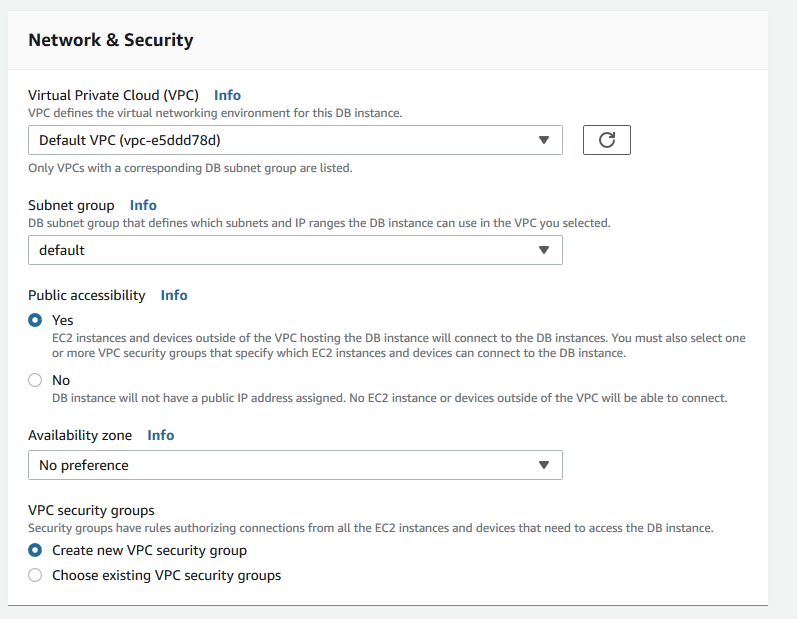 Network & Security
Virtual Private Cloud (VPC) Info
VPC defines the virtual networking environment for this DB instance.
Default VPC (vpc-e5ddd78d)
Only VPCs with a corresponding DB subnet group are listed.
Subnet group Info
DB subnet group that defines which subnets and IP ranges the DB instance can use in the VPC you selected.
default
Public accessibility Info
Yes
EC2 instances and devices outside of the VPC hosting the DB instance will connect to the DB instances. You must also select one
or more VPC security groups that specify which EC2 instances and devices can connect to the DB instance.
No
DB instance will not have a public IP address assigned. No EC2 instance or devices outside of the VPC will be able to connect.
Availability zone Info
No preference
VPC security groups
Security groups have rules authorizing connections from all the EC2 instances and devices that need to access the DB instance.
Create new VPC security group
Choose existing VPC security groups